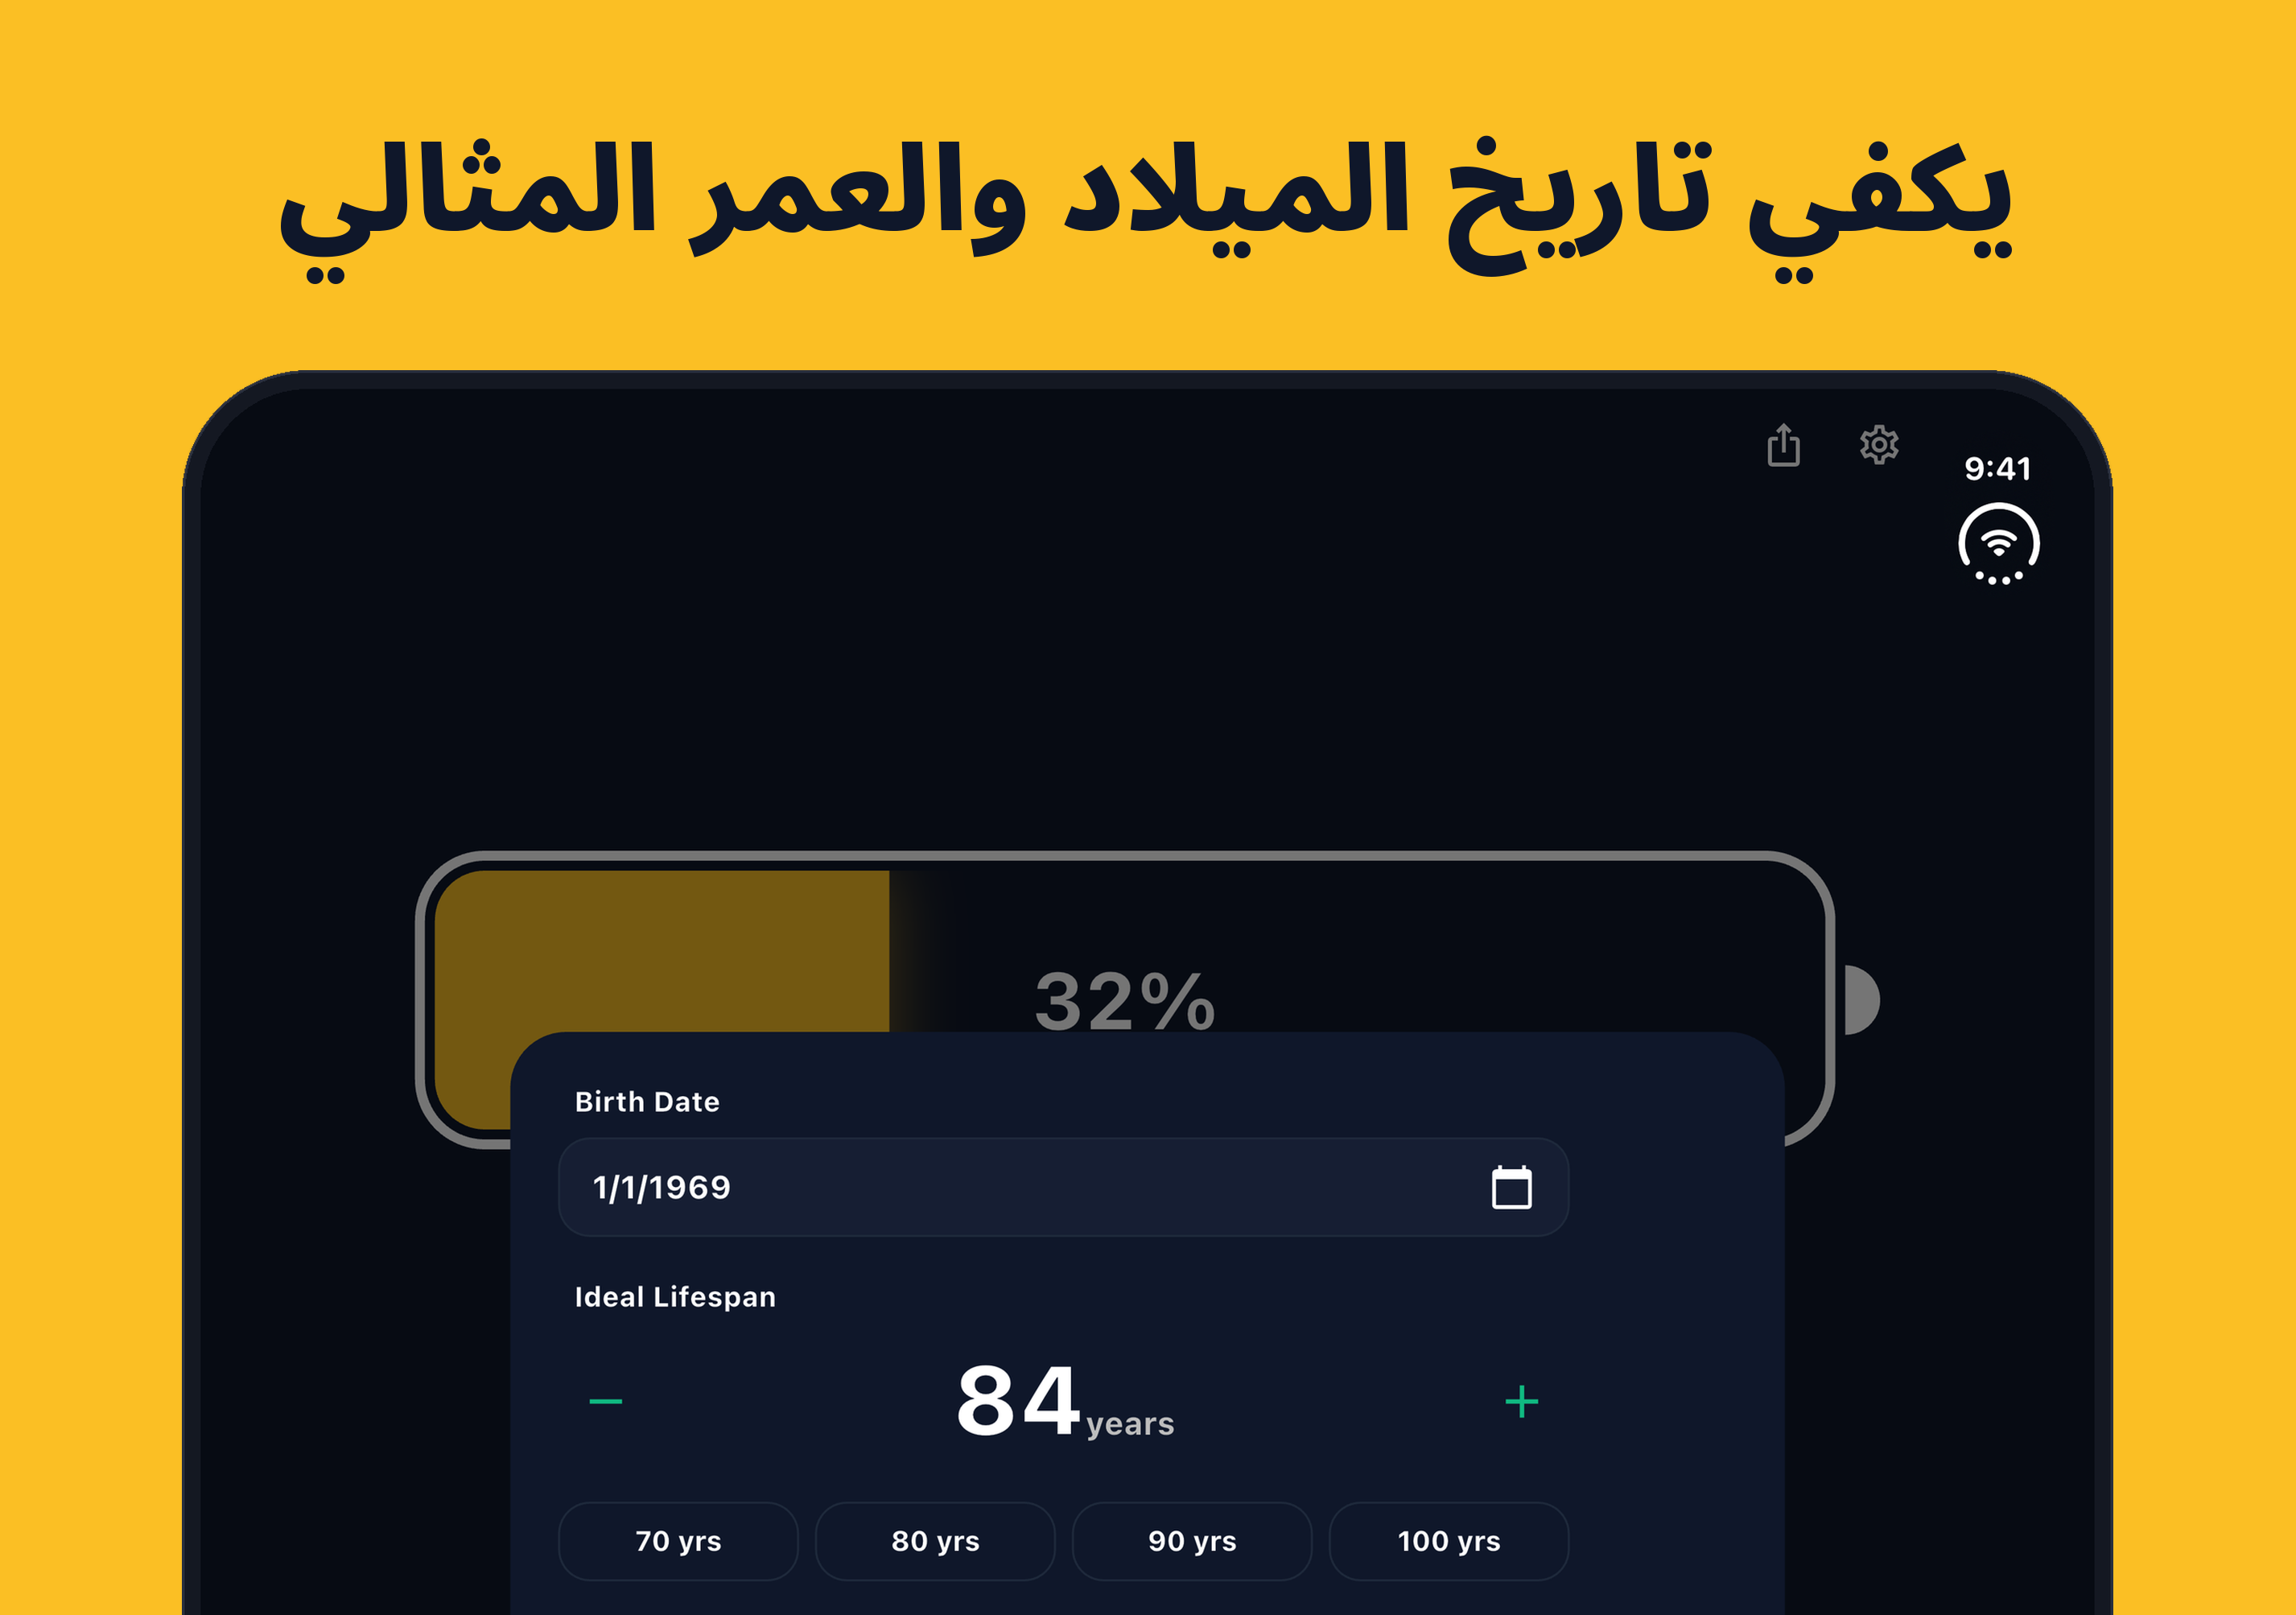 يكفي تاريخ الميلاد والعمر المثالي
9:41
32%
Birth Date
1/1/1969
Ideal Lifespan
84 years
70 yrs 80 yrs 90 yrs 100 yrs